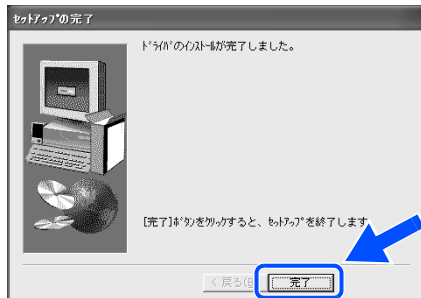 ｾｯﾄｱｯﾌﾟの完了
ﾄﾞﾗｲﾊﾞのｲﾝｽﾄｰﾙが完了しました。
[完了]ﾎﾞﾀﾝをｸﾘｯｸすると、ｾｯﾄｱｯﾌﾟを終了します
< 戻る(B
完了